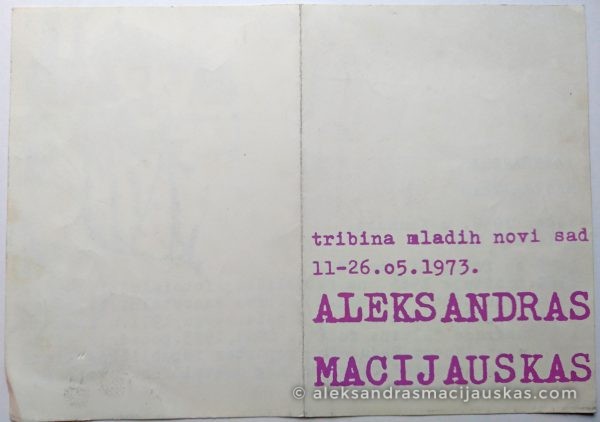 tribina mladih novi sad
11-26.o5.1973.
ALEKSANDRAS
MACIJAUSKAS
© aleksandrasmacijauskas.com